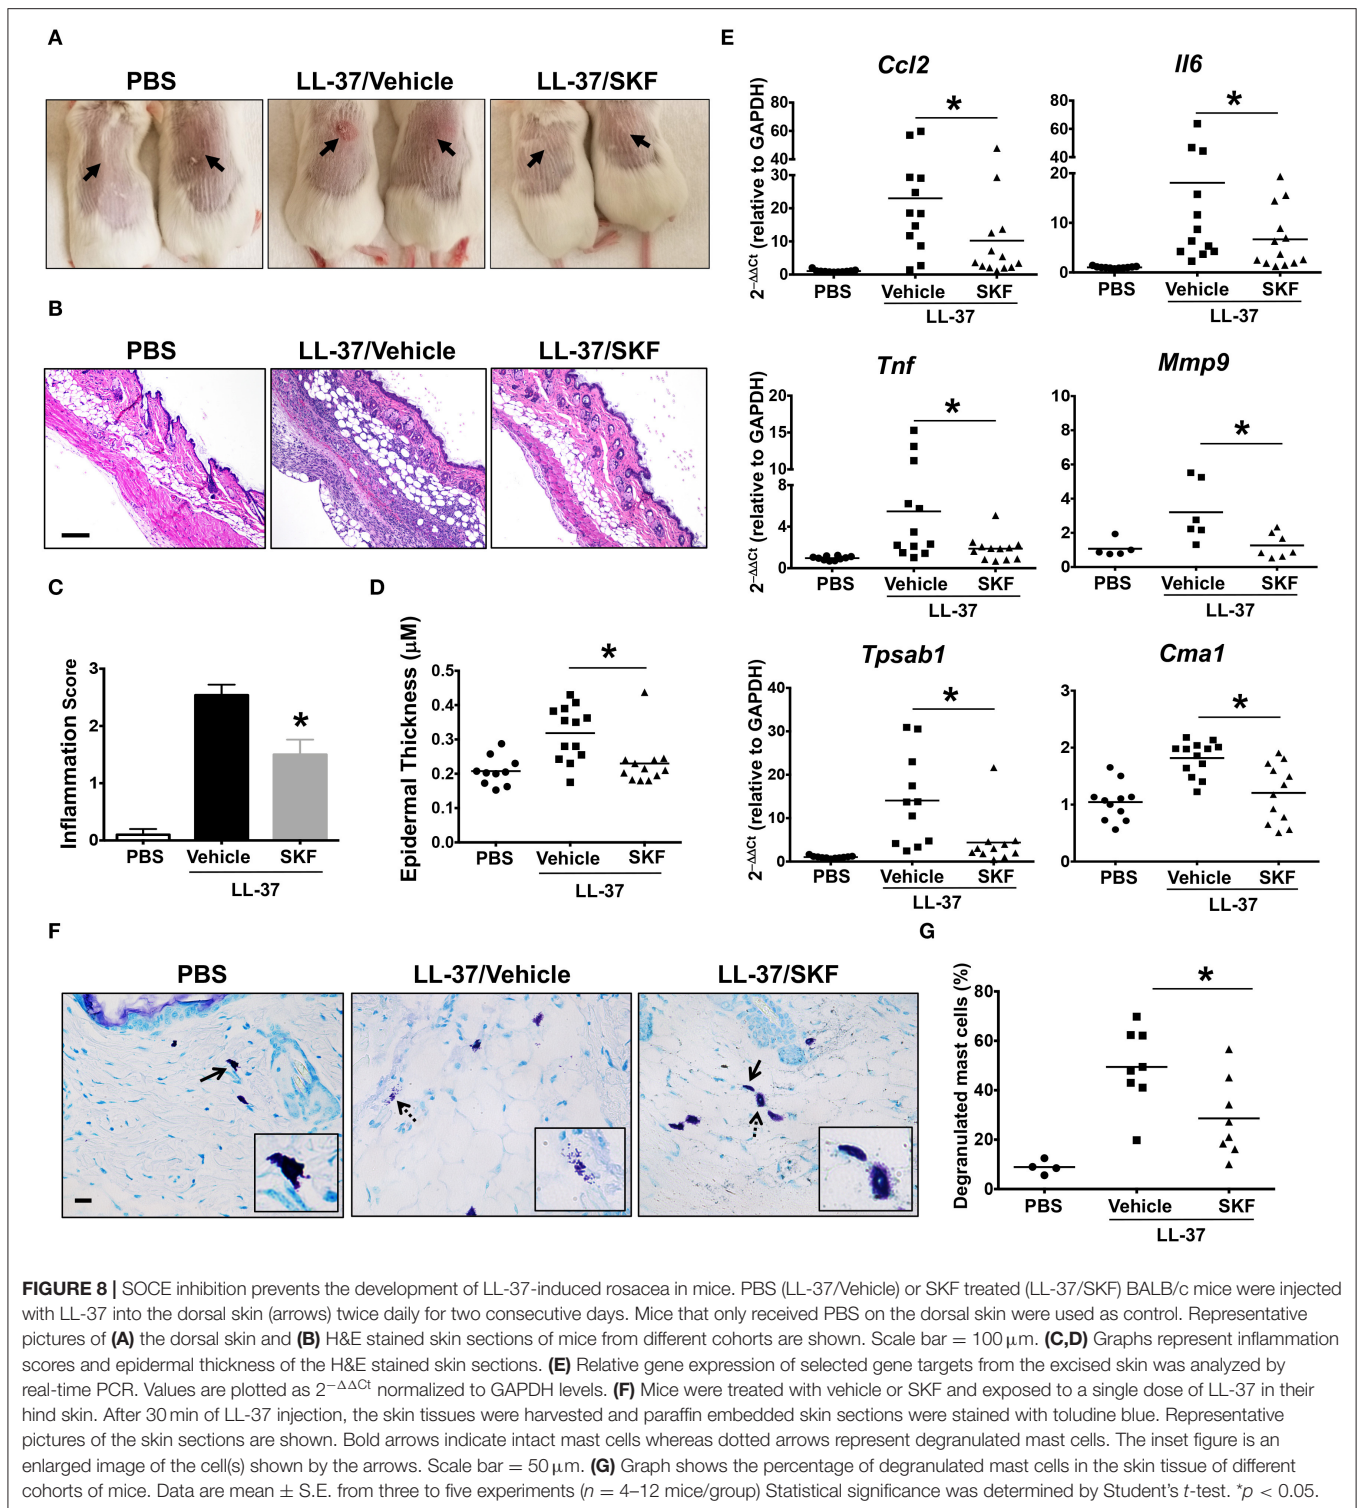 A
PBS
LL-37/Vehicle
LL-37/SKF
B
PBS
LL-37/Vehicle
LL-37/SKF
C
Inflammation Score
3
2
1
0
*
PBS
Vehicle
SKF
LL-37
D
Epidermal Thickness (μM)
0.5
0.4
0.3
0.2
0.1
0.0
*
PBS
Vehicle
SKF
LL-37
E
Ccl2
2−ΔΔCt (relative to GAPDH)
80
60
40
30
20
10
0
*
PBS
Vehicle
SKF
LL-37
Il6
80
60
40
20
10
0
*
PBS
Vehicle
SKF
LL-37
Tnf
2−ΔΔCt (relative to GAPDH)
20
15
10
8
4
0
*
PBS
Vehicle
SKF
LL-37
Mmp9
10
8
6
4
2
0
*
PBS
Vehicle
SKF
LL-37
Tpsab1
2−ΔΔCt (relative to GAPDH)
40
30
20
10
0
*
PBS
Vehicle
SKF
LL-37
Cma1
3
2
1
0
*
PBS
Vehicle
SKF
LL-37
F
PBS
LL-37/Vehicle
LL-37/SKF
G
Degranulated mast cells (%)
80
60
40
20
0
*
PBS
Vehicle
SKF
LL-37
FIGURE 8 | SOCE inhibition prevents the development of LL-37-induced rosacea in mice. PBS (LL-37/Vehicle) or SKF treated (LL-37/SKF) BALB/c mice were injected
with LL-37 into the dorsal skin (arrows) twice daily for two consecutive days. Mice that only received PBS on the dorsal skin were used as control. Representative
pictures of (A) the dorsal skin and (B) H&E stained skin sections of mice from different cohorts are shown. Scale bar = 100 μm. (C,D) Graphs represent inflammation
scores and epidermal thickness of the H&E stained skin sections. (E) Relative gene expression of selected gene targets from the excised skin was analyzed by
real-time PCR. Values are plotted as 2−ΔΔCt normalized to GAPDH levels. (F) Mice were treated with vehicle or SKF and exposed to a single dose of LL-37 in their
hind skin. After 30 min of LL-37 injection, the skin tissues were harvested and paraffin embedded skin sections were stained with toludine blue. Representative
pictures of the skin sections are shown. Bold arrows indicate intact mast cells whereas dotted arrows represent degranulated mast cells. The inset figure is an
enlarged image of the cell(s) shown by the arrows. Scale bar = 50 μm. (G) Graph shows the percentage of degranulated mast cells in the skin tissue of different
cohorts of mice. Data are mean ± S.E. from three to five experiments (n = 4–12 mice/group) Statistical significance was determined by Student's t-test. *p < 0.05.